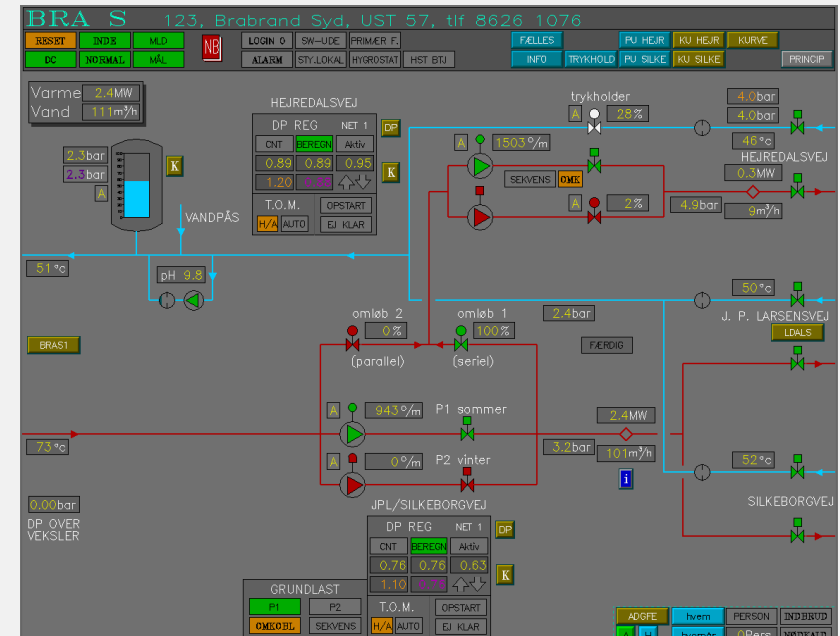 BRA S 123, Brabrand Syd, UST 57, tlf 8626 1076
RESET INDE MLD NB LOGIN 0 SW-UDE PRIMÆR F. FÆLLES PU HEJR KU HEJR KURVE
DC NORMAL MÅL ALARM STY.LOKAL HYGROSTAT HST BTJ INFO TRYKHOLD PU SILKE KU SILKE PRINCIP
Varme 2.4MW
Vand 111m³/h
HEJREDALSVEJ
DP REG NET 1 DP
CNT BEREGN Aktiv
0.89 0.89 0.95
1.20
K
T.O.M. OPSTART
H/A AUTO EJ KLAR
2.3bar
2.3bar
A
K
VANDPÅS
51°c
pH 9.8
trykholder
A 28%
4.0bar
4.0bar
46°c
HEJREDALSVEJ
A 1503°/m
SEKVENS CMK
A 2%
0.3MW
4.9bar
9m³/h
50°c
J. P. LARSENSVEJ
LDALS
omløb 2
0%
(parallel)
omløb 1
100%
(seriel)
2.4bar
FÆRDIG
BRAS1
A 943°/m P1 sommer
73°c
A 0°/m P2 vinter
2.4MW
3.2bar
101m³/h
i
52°c
SILKEBORGVEJ
0.00bar
DP OVER
VEKSLER
JPL/SILKEBORGVEJ
DP REG NET 1 DP
CNT BEREGN Aktiv
0.76 0.76 0.63
1.10
K
T.O.M. OPSTART
H/A AUTO EJ KLAR
GRUNDLAST
P1 P2
CMKCBL SEKVENS
ADGFE hvem PERSON INDBRUD
A H hvornår 0Pers NØDKALD